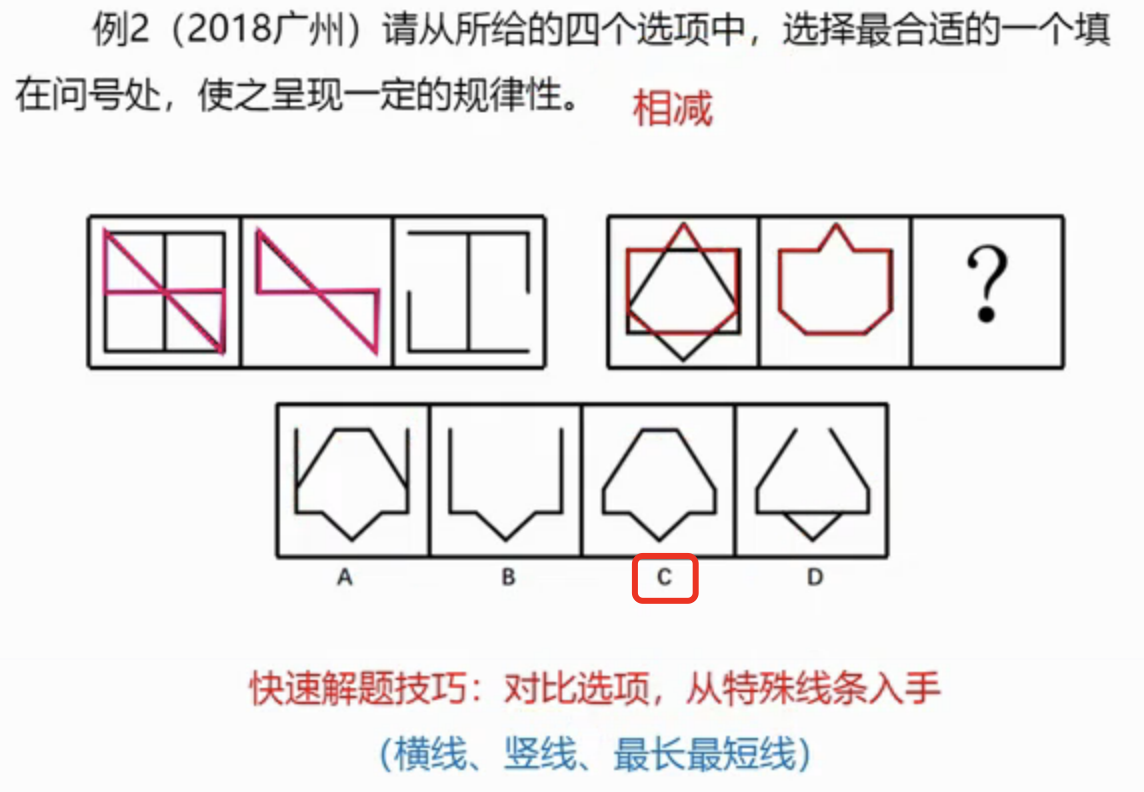 例2（2018广州）请从所给的四个选项中，选择最合适的一个填
在问号处，使之呈现一定的规律性。
相减
?
A B C D
快速解题技巧：对比选项，从特殊线条入手
（横线、竖线、最长最短线）